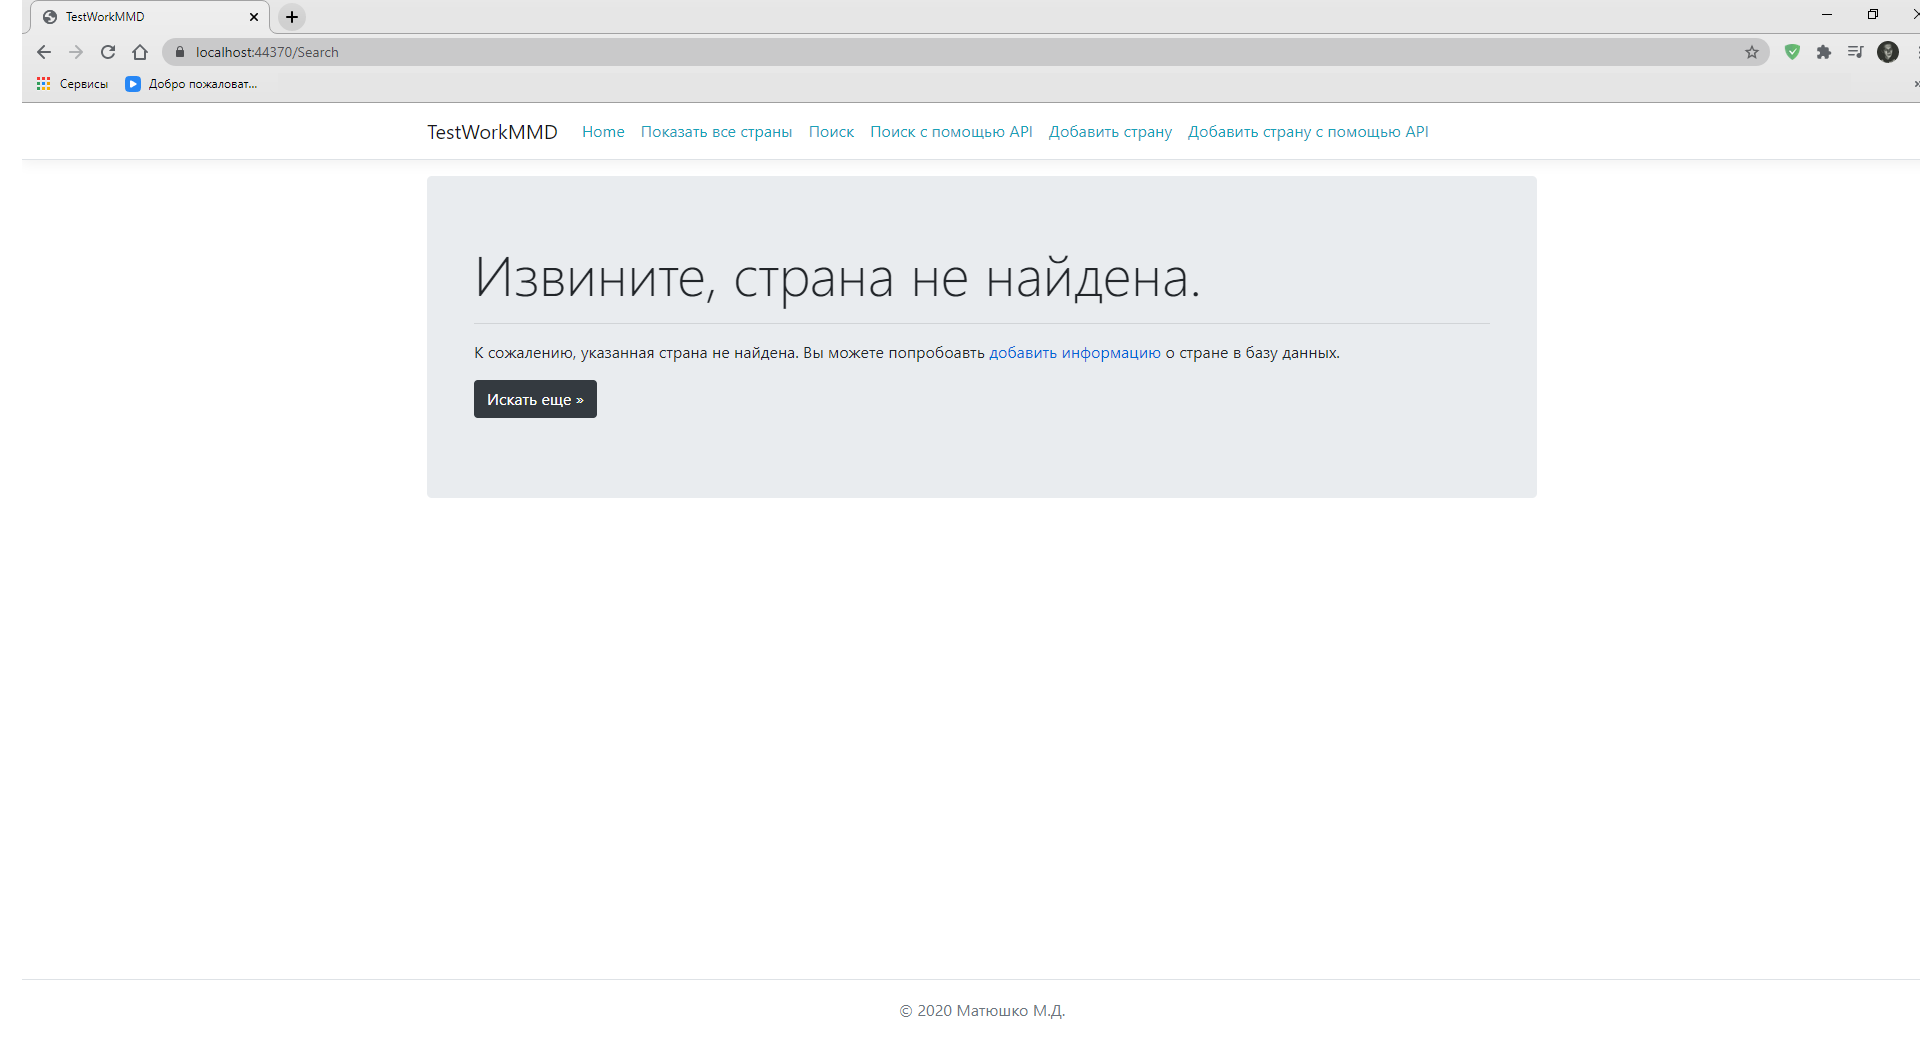 TestWorkMMD
localhost:44370/Search
Сервисы Добро пожаловат...
TestWorkMMD Home Показать все страны Поиск Поиск с помощью API Добавить страну Добавить страну с помощью API
Извините, страна не найдена.
К сожалению, указанная страна не найдена. Вы можете попробоавть добавить информацию о стране в базу данных.
Искать еще »
© 2020 Матюшко М.Д.